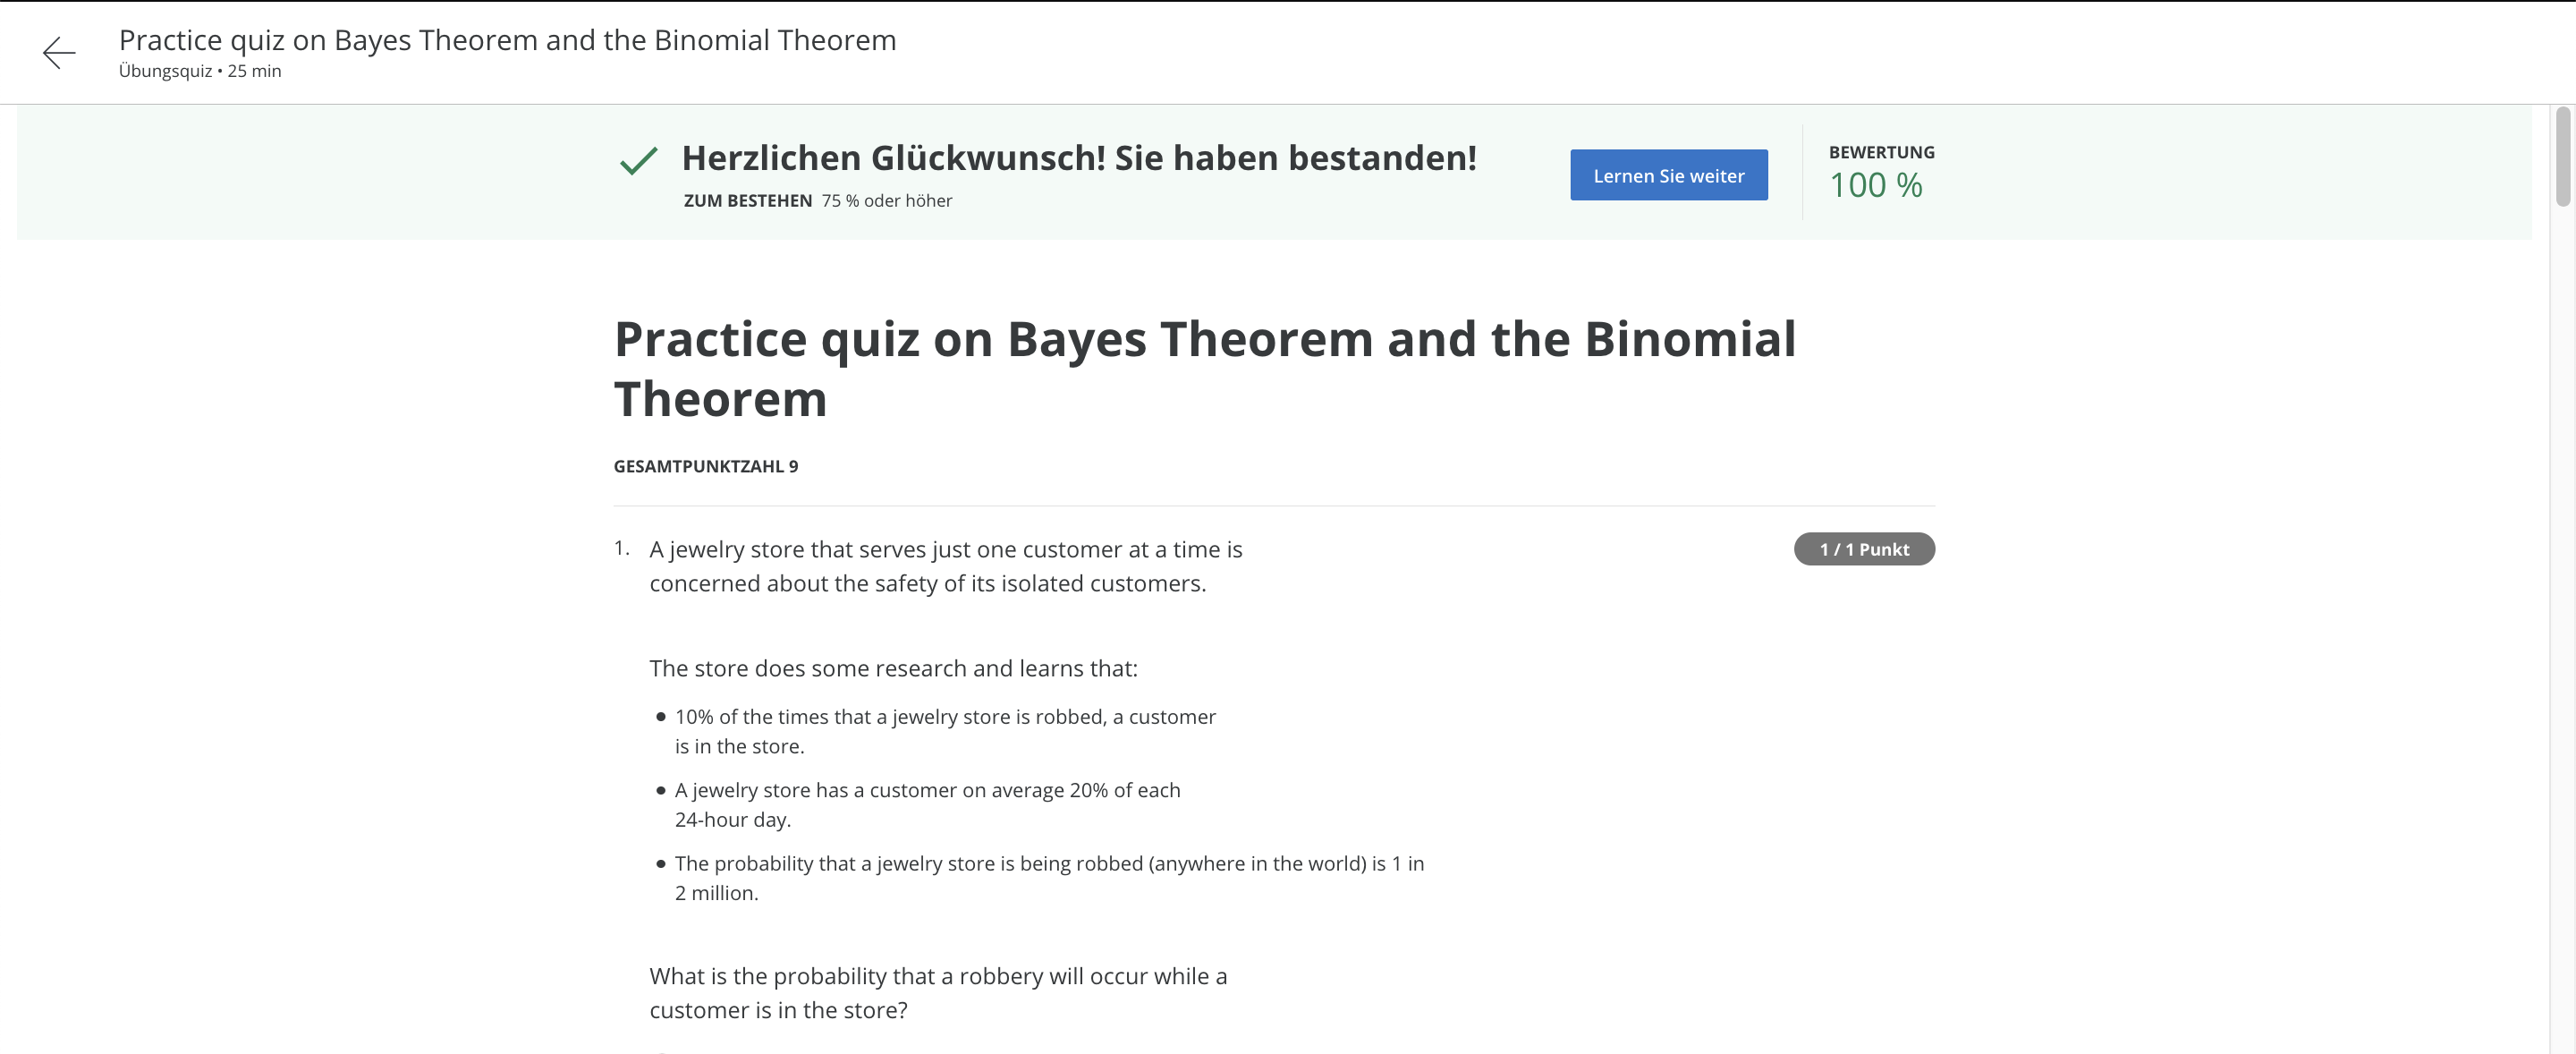 Practice quiz on Bayes Theorem and the Binomial Theorem
Übungsquiz • 25 min
Herzlichen Glückwunsch! Sie haben bestanden!
ZUM BESTEHEN 75 % oder höher
Lernen Sie weiter
BEWERTUNG
100 %
Practice quiz on Bayes Theorem and the Binomial
Theorem
GESAMTPUNKTZAHL 9
1. A jewelry store that serves just one customer at a time is
concerned about the safety of its isolated customers.
1 / 1 Punkt
The store does some research and learns that:
• 10% of the times that a jewelry store is robbed, a customer
is in the store.
• A jewelry store has a customer on average 20% of each
24-hour day.
• The probability that a jewelry store is being robbed (anywhere in the world) is 1 in
2 million.
What is the probability that a robbery will occur while a
customer is in the store?